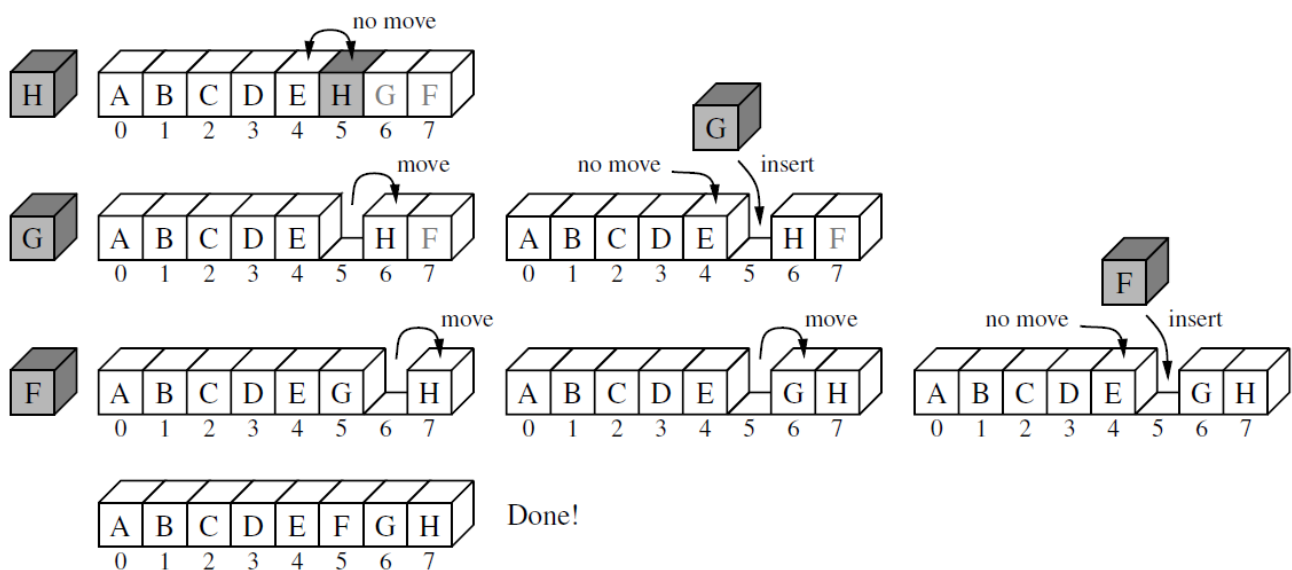 no move
H A B C D E H G F
0 1 2 3 4 5 6 7
G
move no move insert
G A B C D E H F A B C D E H F
0 1 2 3 4 5 6 7 0 1 2 3 4 5 6 7
F
move move no move insert
F A B C D E G H A B C D E G H A B C D E G H
0 1 2 3 4 5 6 7 0 1 2 3 4 5 6 7 0 1 2 3 4 5 6 7
A B C D E F G H Done!
0 1 2 3 4 5 6 7